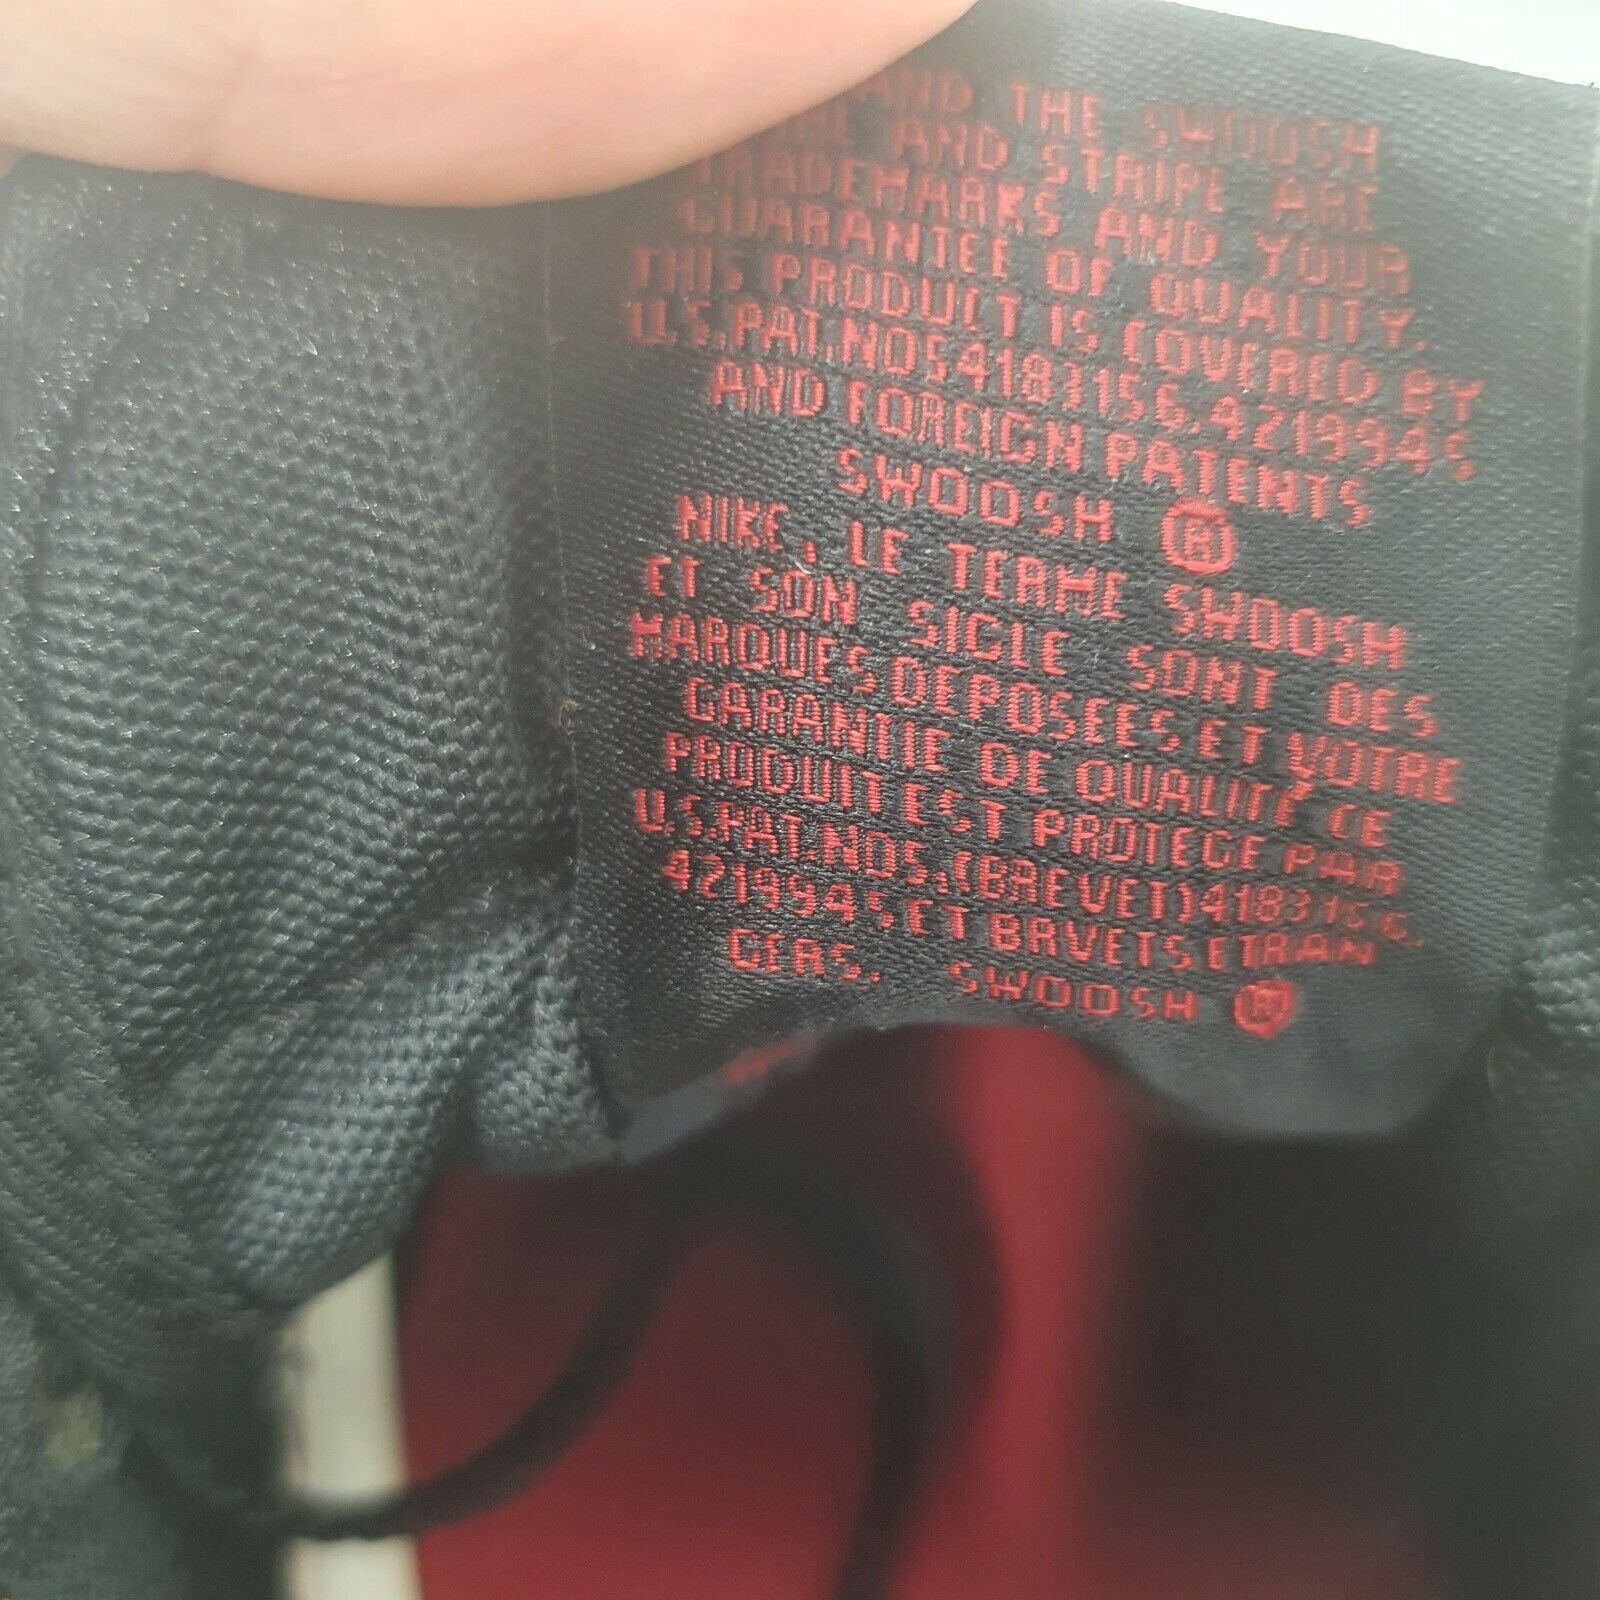 AND THE SWOOSH
AND STRIPE ARE
TRADEMARKS AND YOUR
GUARANTEE OF QUALITY.
THIS PRODUCT IS COVERED BY
U.S.PAT.NOS4183156.4219945
AND FOREIGN PATENTS
SWOOSH ®
NIKE, LE TERME SWOOSH
ET SON SIGLE SONT DES
MARQUES DEPOSEES ET VOTRE
GARANTIE DE QUALITÉ CE
PRODUIT EST PROTEGE PAR
U.S.PAT.NOS.(BREVET)4183156.
4219945 ET BRVETS ETRAN
GERS. SWOOSH ®